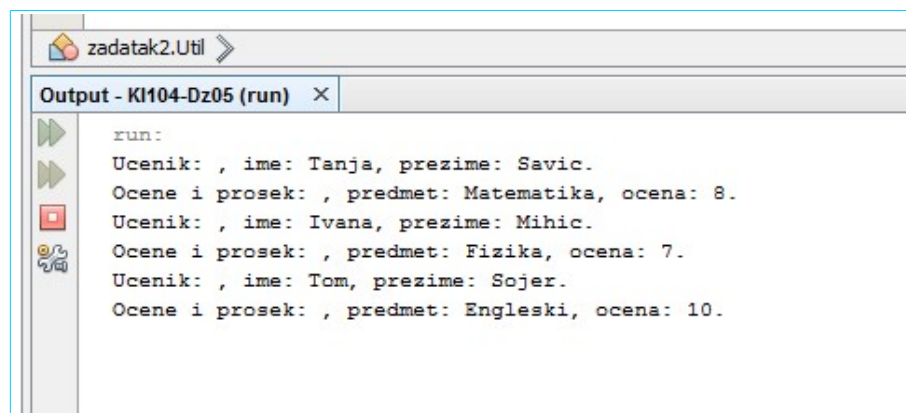 zadatak2.Util
Output - KI104-Dz05 (run) ×
run:
Ucenik: , ime: Tanja, prezime: Savic.
Ocene i prosek: , predmet: Matematika, ocena: 8.
Ucenik: , ime: Ivana, prezime: Mihic.
Ocene i prosek: , predmet: Fizika, ocena: 7.
Ucenik: , ime: Tom, prezime: Sojer.
Ocene i prosek: , predmet: Engleski, ocena: 10.